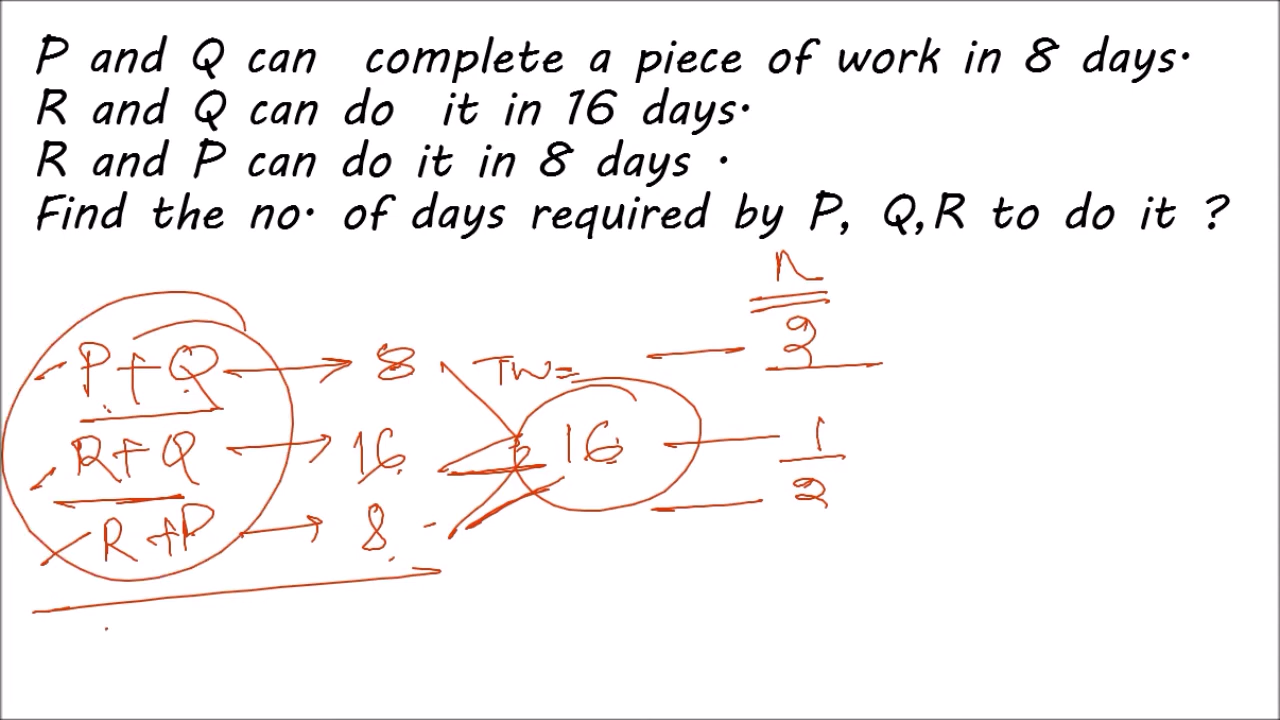 P and Q can complete a piece of work in 8 days.
R and Q can do it in 16 days.
R and P can do it in 8 days .
Find the no. of days required by P, Q,R to do it ?
P+Q → 8 TW= 2
R+Q → 16 16 1
R+P → 8 2